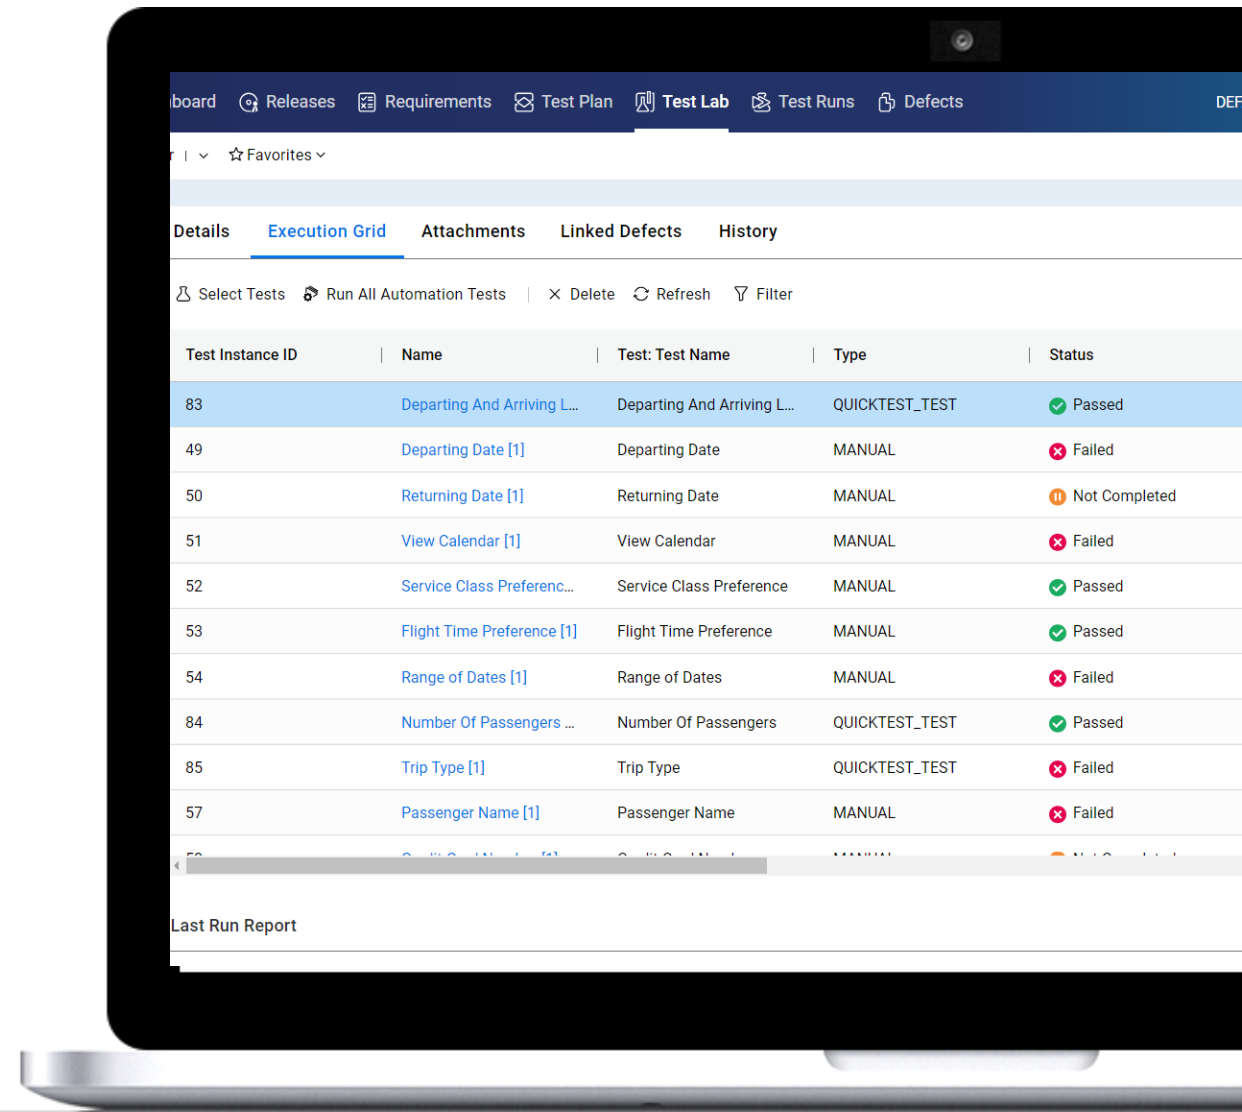 board Releases Requirements Test Plan Test Lab Test Runs Defects DEF
r | Favorites
Details Execution Grid Attachments Linked Defects History
Select Tests Run All Automation Tests | Delete Refresh Filter
Test Instance ID | Name | Test: Test Name | Type | Status
83 Departing And Arriving L... Departing And Arriving L... QUICKTEST_TEST Passed
49 Departing Date [1] Departing Date MANUAL Failed
50 Returning Date [1] Returning Date MANUAL Not Completed
51 View Calendar [1] View Calendar MANUAL Failed
52 Service Class Preferenc... Service Class Preference MANUAL Passed
53 Flight Time Preference [1] Flight Time Preference MANUAL Passed
54 Range of Dates [1] Range of Dates MANUAL Failed
84 Number Of Passengers ... Number Of Passengers QUICKTEST_TEST Passed
85 Trip Type [1] Trip Type QUICKTEST_TEST Failed
57 Passenger Name [1] Passenger Name MANUAL Failed
Last Run Report